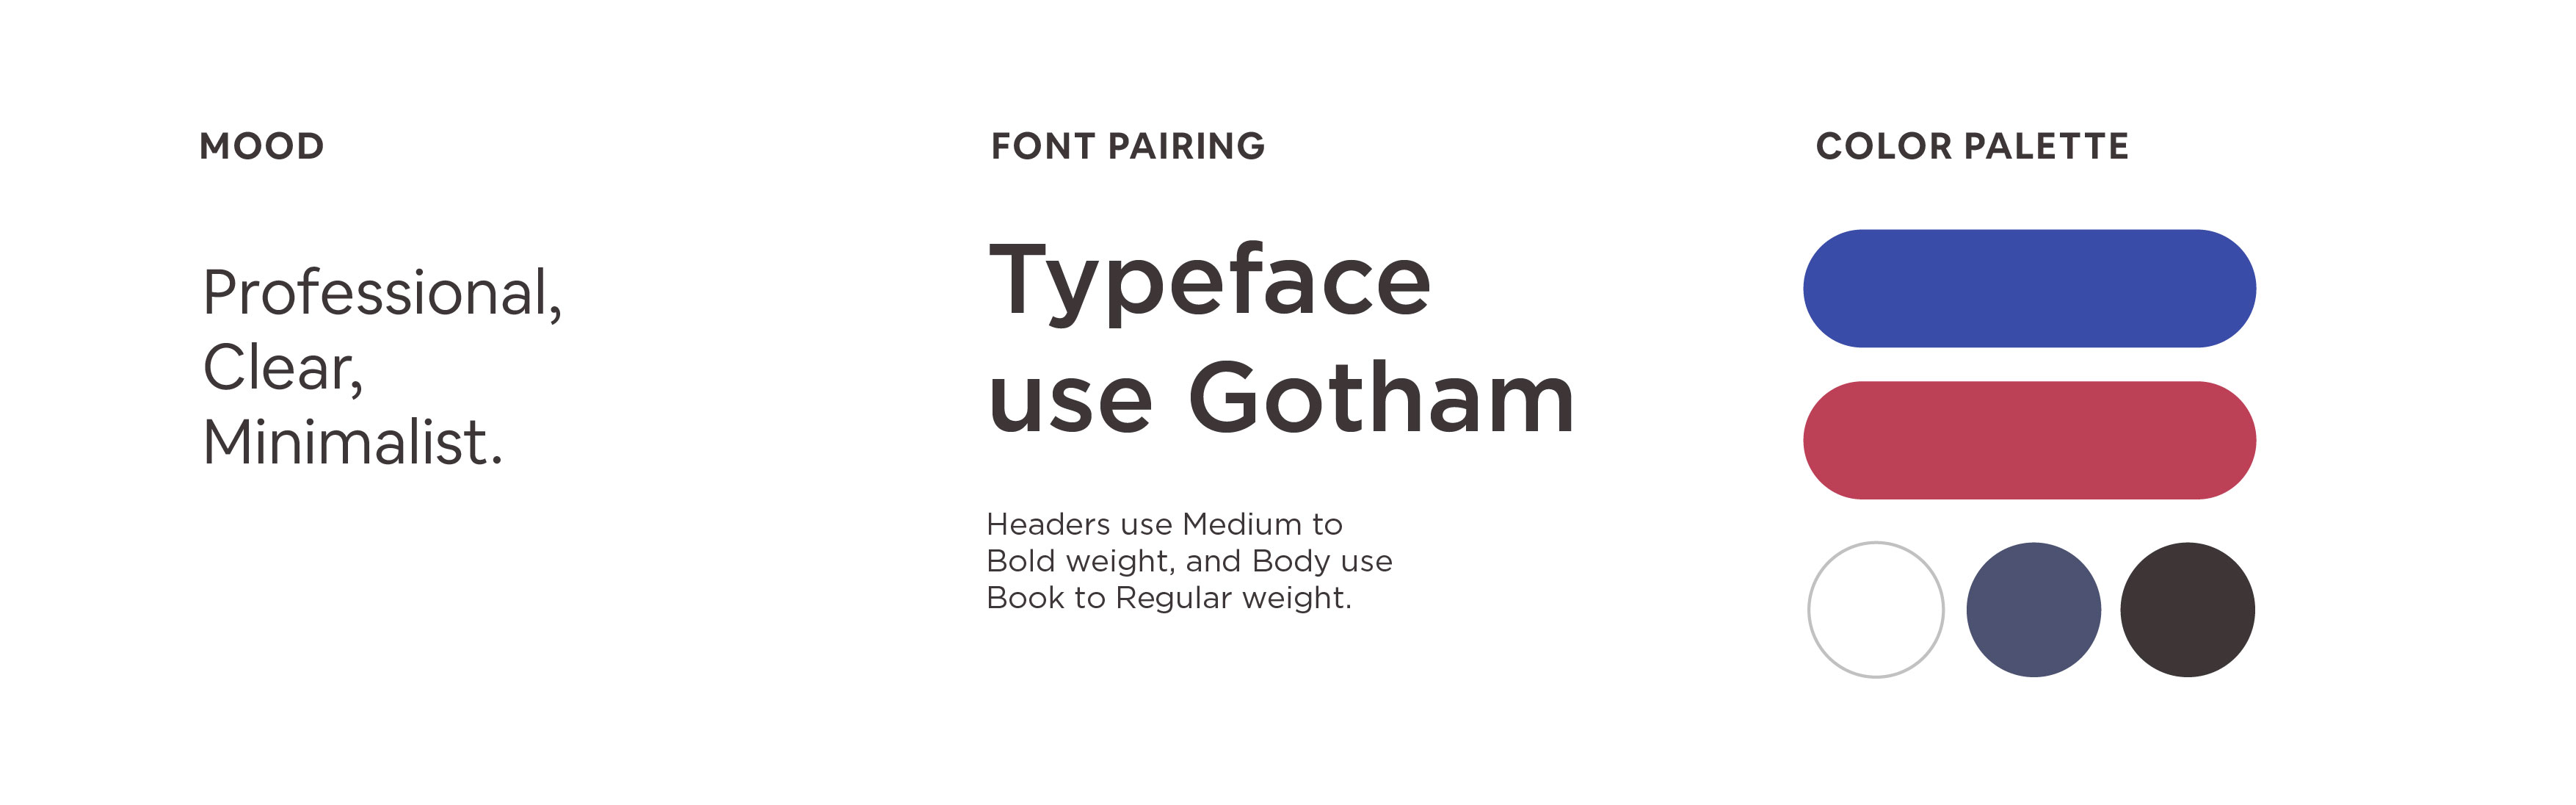 MOOD
Professional,
Clear,
Minimalist.
FONT PAIRING
Typeface
use Gotham
Headers use Medium to
Bold weight, and Body use
Book to Regular weight.
COLOR PALETTE